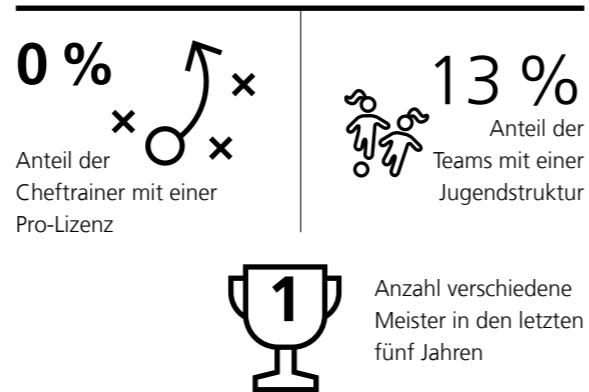 0 %
Anteil der
Cheftrainer mit einer
Pro-Lizenz
13 %
Anteil der
Teams mit einer
Jugendstruktur
1
Anzahl verschiedene
Meister in den letzten
fünf Jahren